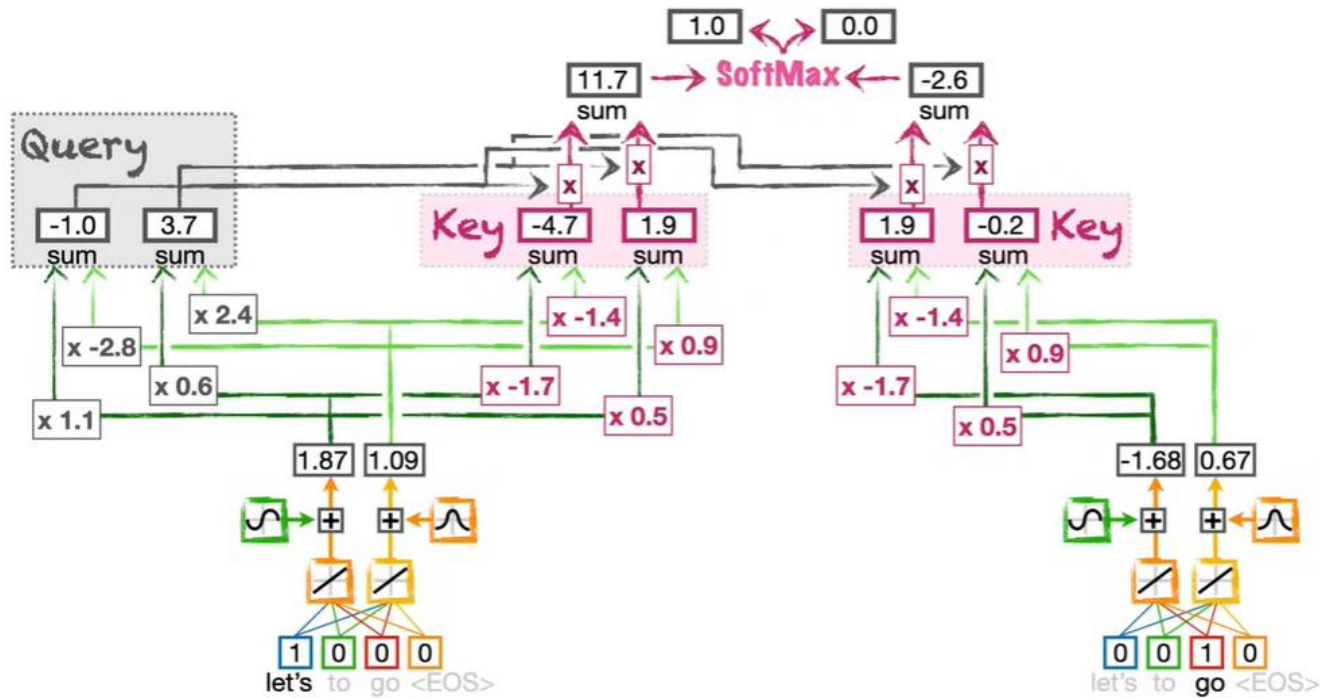 1.0 0.0
SoftMax
11.7 -2.6
sum sum
Query
x x
x x
-1.0 3.7
Key -4.7 1.9
1.9 -0.2 Key
sum sum sum sum sum sum
x 2.4 x -1.4 x -1.4
x -2.8 x 0.9 x 0.9
x 0.6 x -1.7 x -1.7
x 1.1 x 0.5 x 0.5
1.87 1.09 -1.68 0.67
+ + + +
1 0 0 0 0 0 1 0
let's to go <EOS> let's to go <EOS>